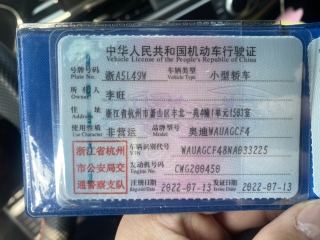 中华人民共和国机动车行驶证
Vehicle License of the People's Republic of China
号牌号码 浙A5L49W 车辆类型 小型轿车
Plate No. Vehicle Type
所有人 李旺
Owner
住址 浙江省杭州市萧山区
Address
使用性质 非营运 品牌型号 奥迪WAUAGCF4
Use Character Model
浙江省杭州市公安局交通警察支队
车辆识别代号 WAUAGCF48NA033225
VIN
发动机号码 CWG200450
Engine No.
注册日期 2022-07-13 发证日期 2022-07-13
Register Date Issue Date